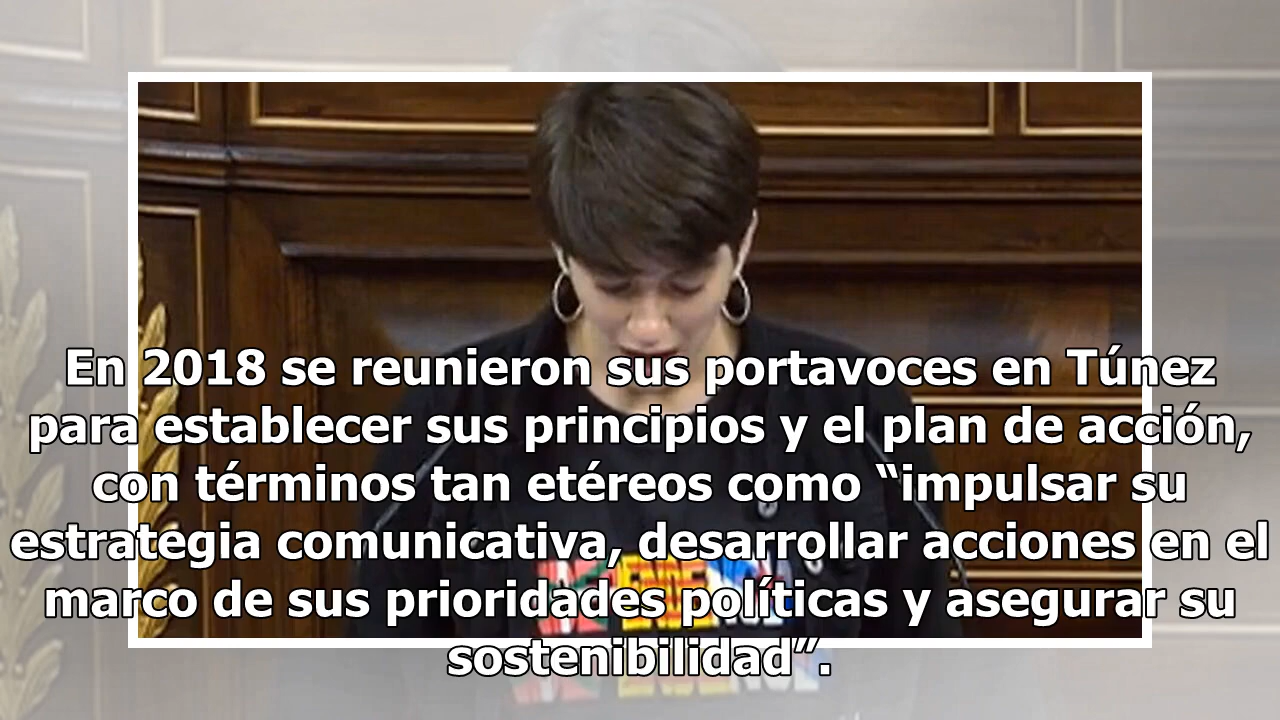 En 2018 se reunieron sus portavoces en Túnez
para establecer sus principios y el plan de acción,
con términos tan etéreos como “impulsar su
estrategia comunicativa, desarrollar acciones en el
marco de sus prioridades políticas y asegurar su
sostenibilidad”.